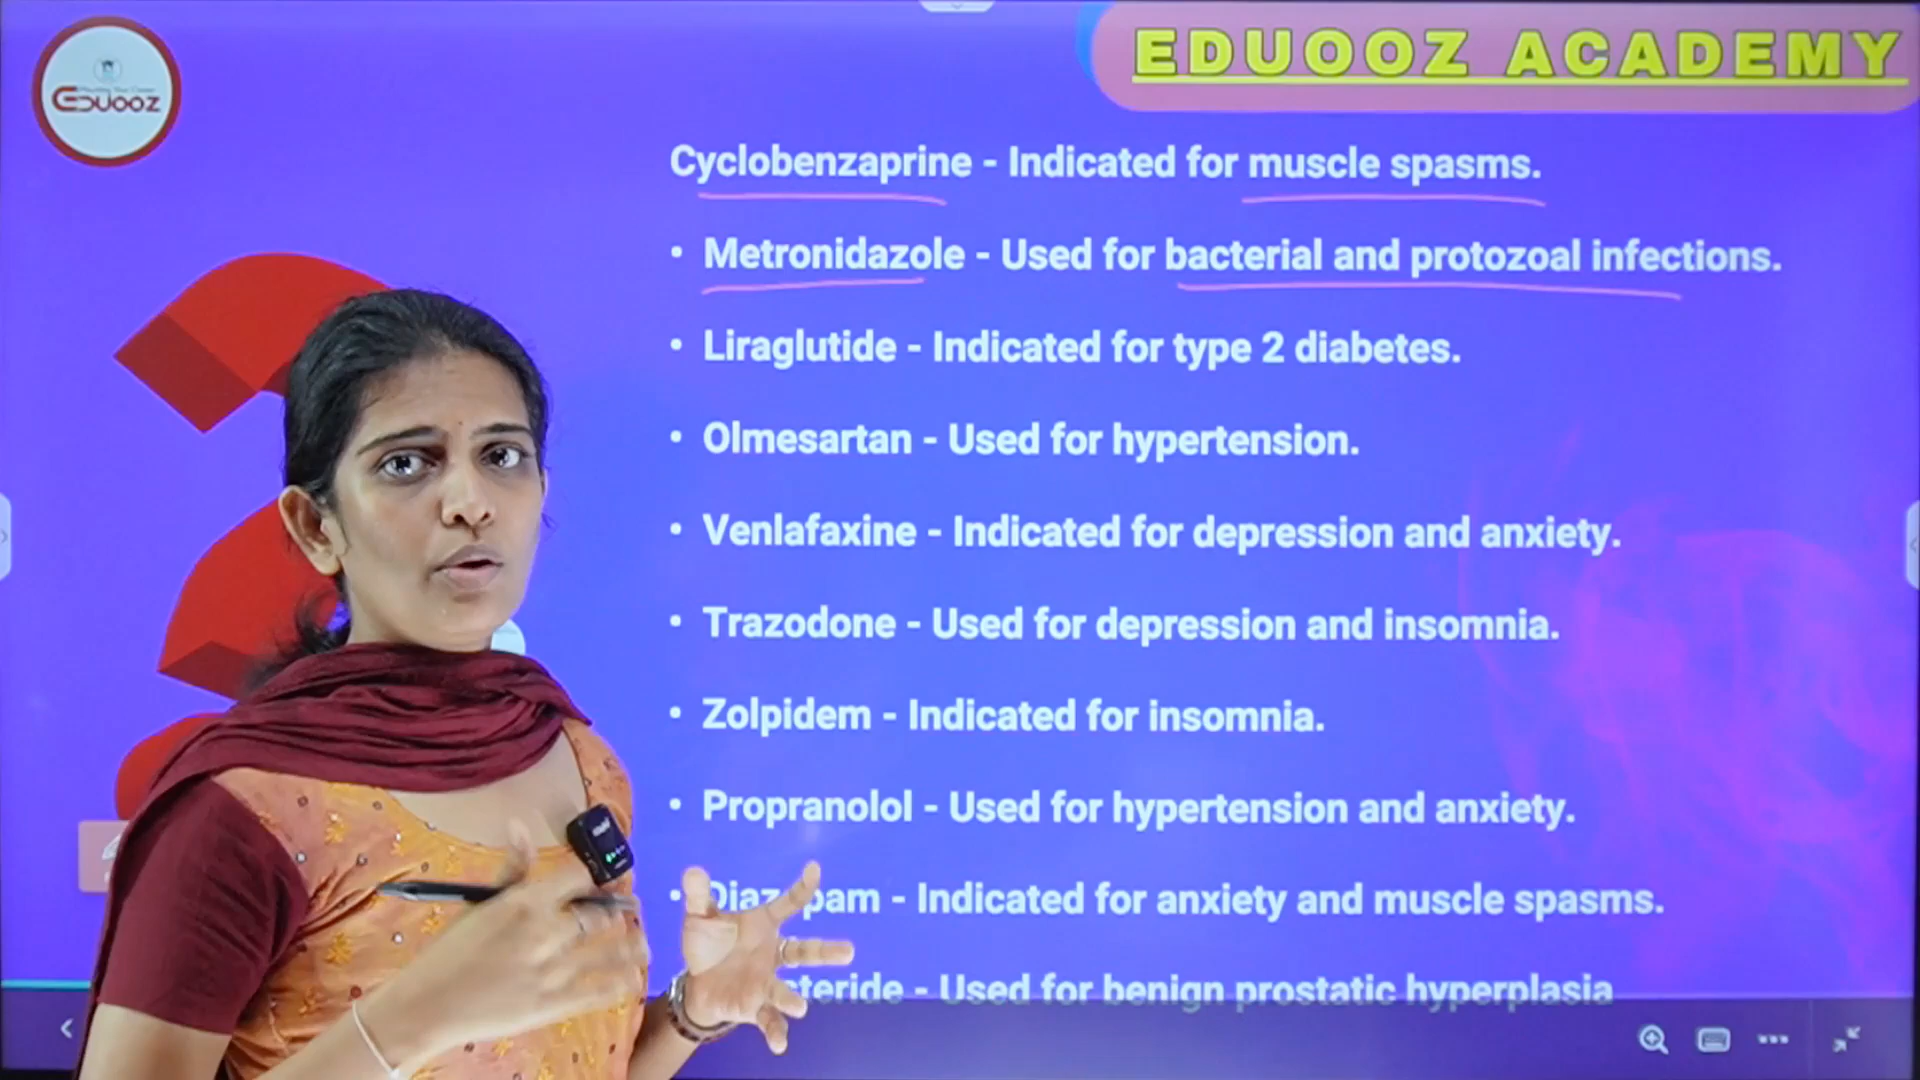 EDUOOZ
EDUOOZ ACADEMY
Cyclobenzaprine - Indicated for muscle spasms.
• Metronidazole - Used for bacterial and protozoal infections.
• Liraglutide - Indicated for type 2 diabetes.
• Olmesartan - Used for hypertension.
• Venlafaxine - Indicated for depression and anxiety.
• Trazodone - Used for depression and insomnia.
• Zolpidem - Indicated for insomnia.
• Propranolol - Used for hypertension and anxiety.
• - Indicated for anxiety and muscle spasms.
- Used for benign prostatic hyperplasia